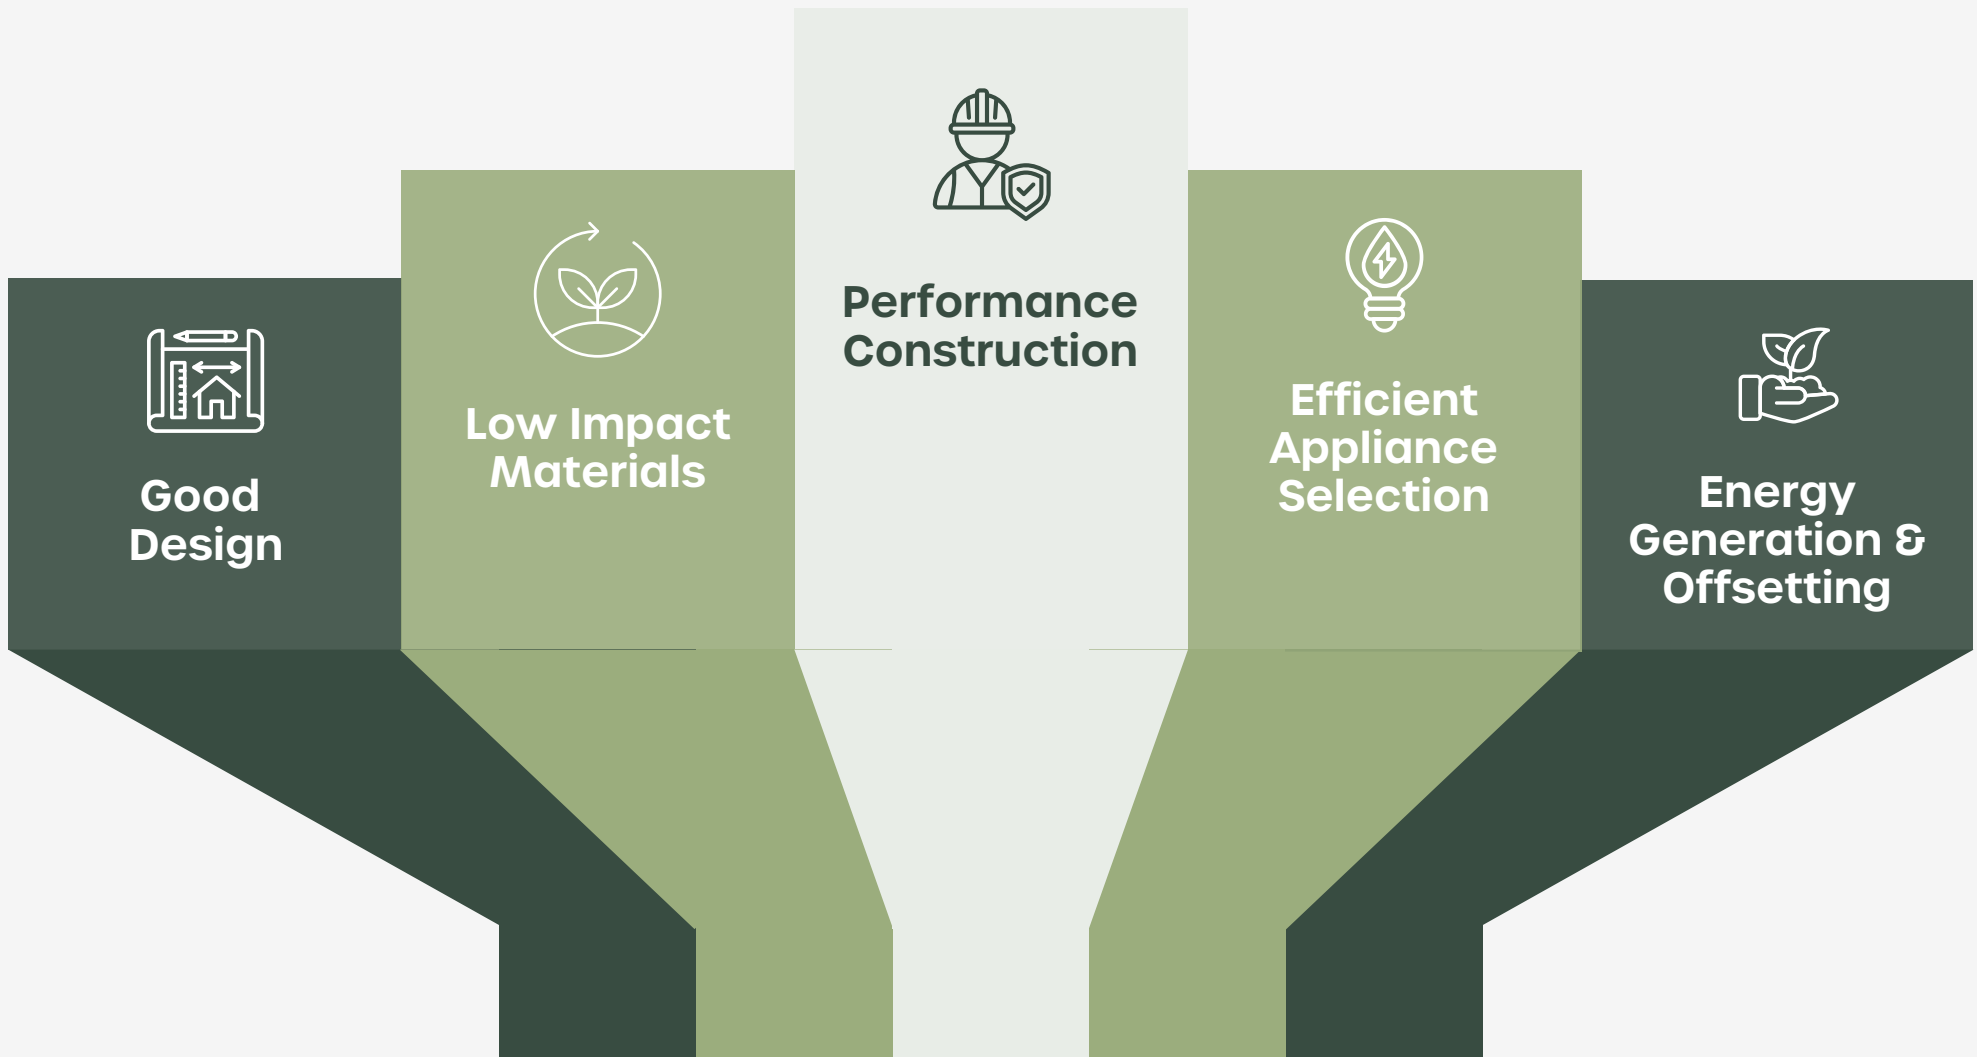 Good
Design
Low Impact
Materials
Performance
Construction
Efficient
Appliance
Selection
Energy
Generation &
Offsetting